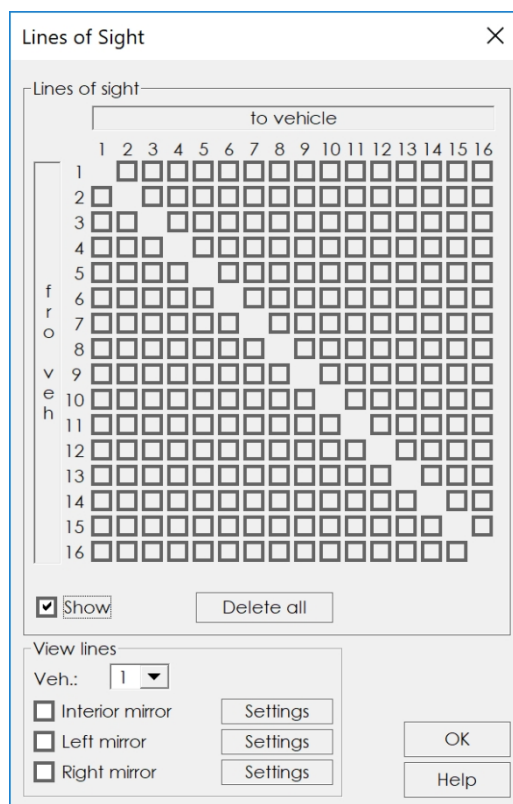 Lines of Sight
Lines of sight
to vehicle
1 2 3 4 5 6 7 8 9 10 11 12 13 14 15 16
fro veh
1
2
3
4
5
6
7
8
9
10
11
12
13
14
15
16
Show
Delete all
View lines
Veh.: 1
Interior mirror Settings
Left mirror Settings
Right mirror Settings
OK
Help